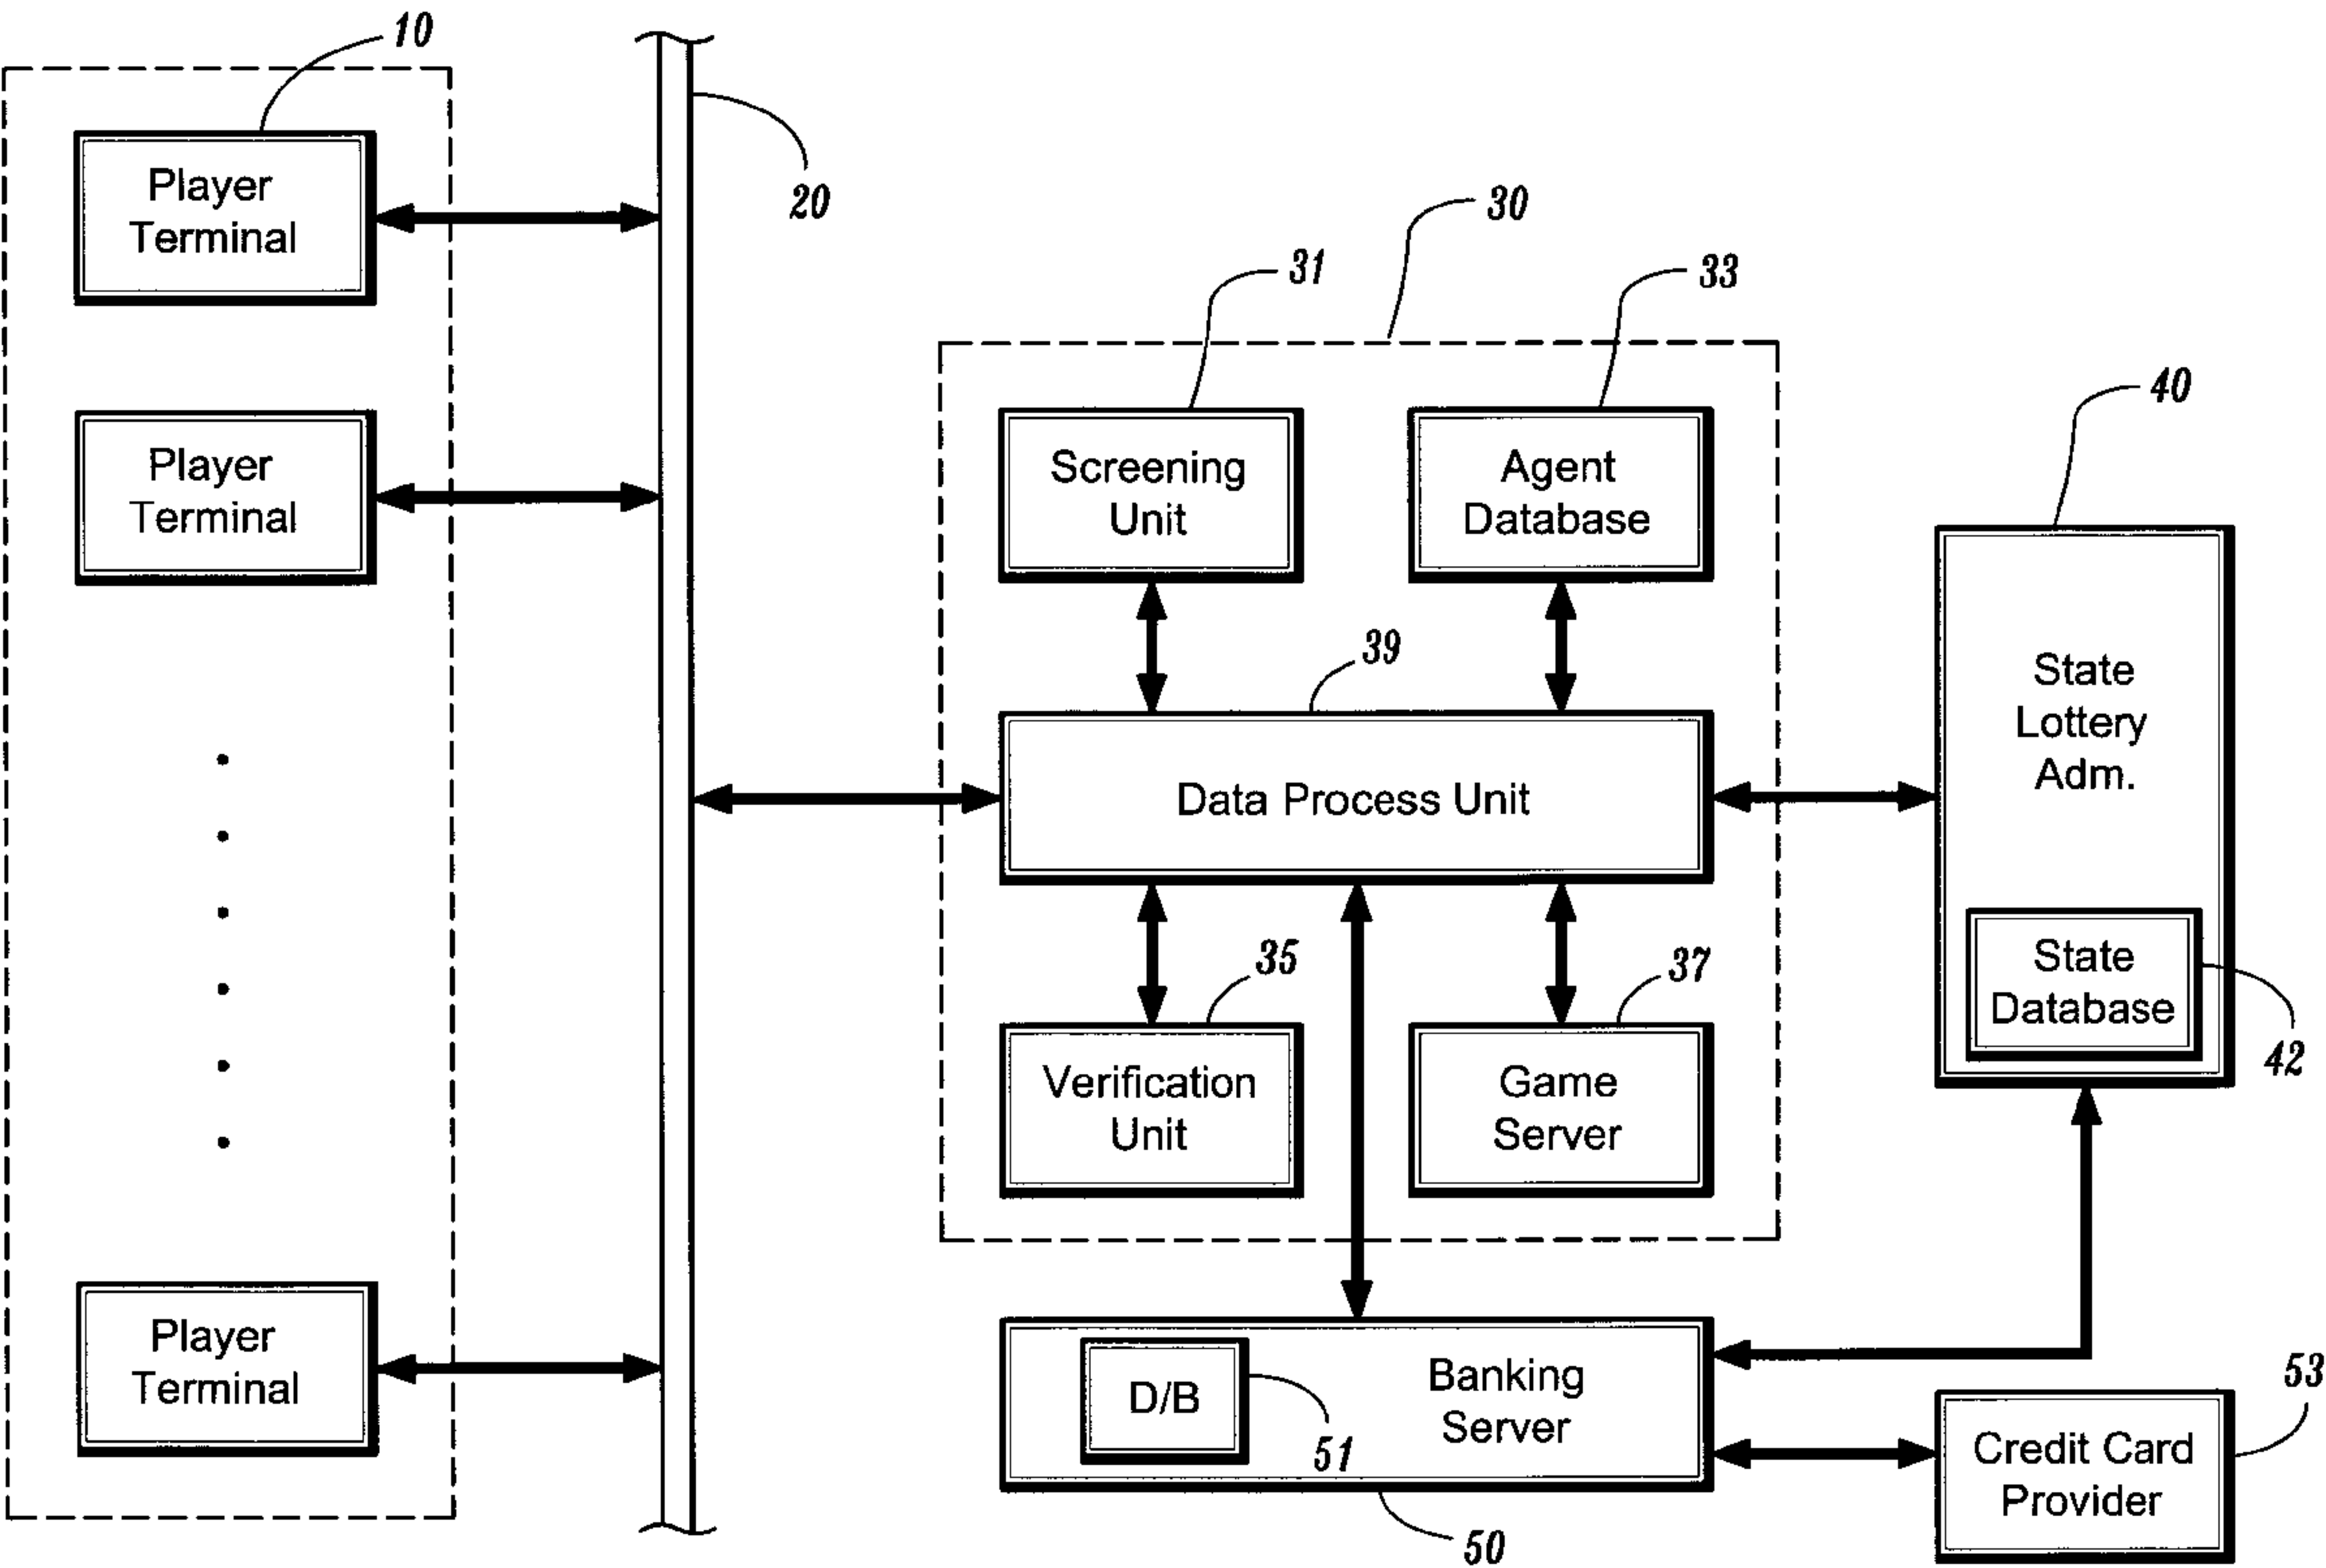 10
Player
Terminal
20
Player
Terminal
Player
Terminal
30
31
33
Screening
Unit
Agent
Database
39
Data Process Unit
35
37
Verification
Unit
Game
Server
40
State
Lottery
Adm.
State
Database
42
D/B
51
Banking
Server
50
53
Credit Card
Provider